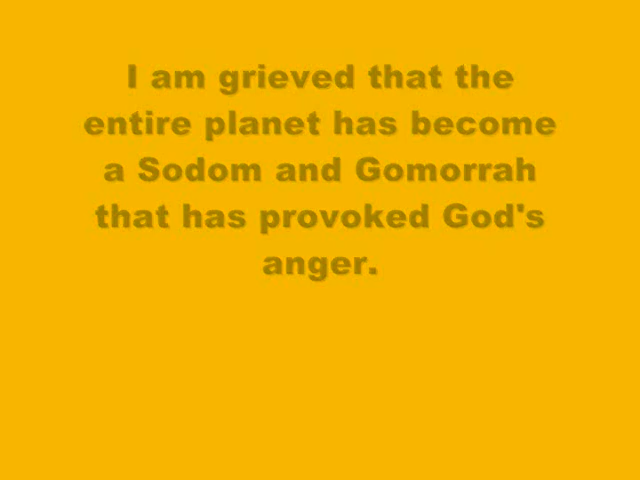 I am grieved that the
entire planet has become
a Sodom and Gomorrah
that has provoked God's
anger.